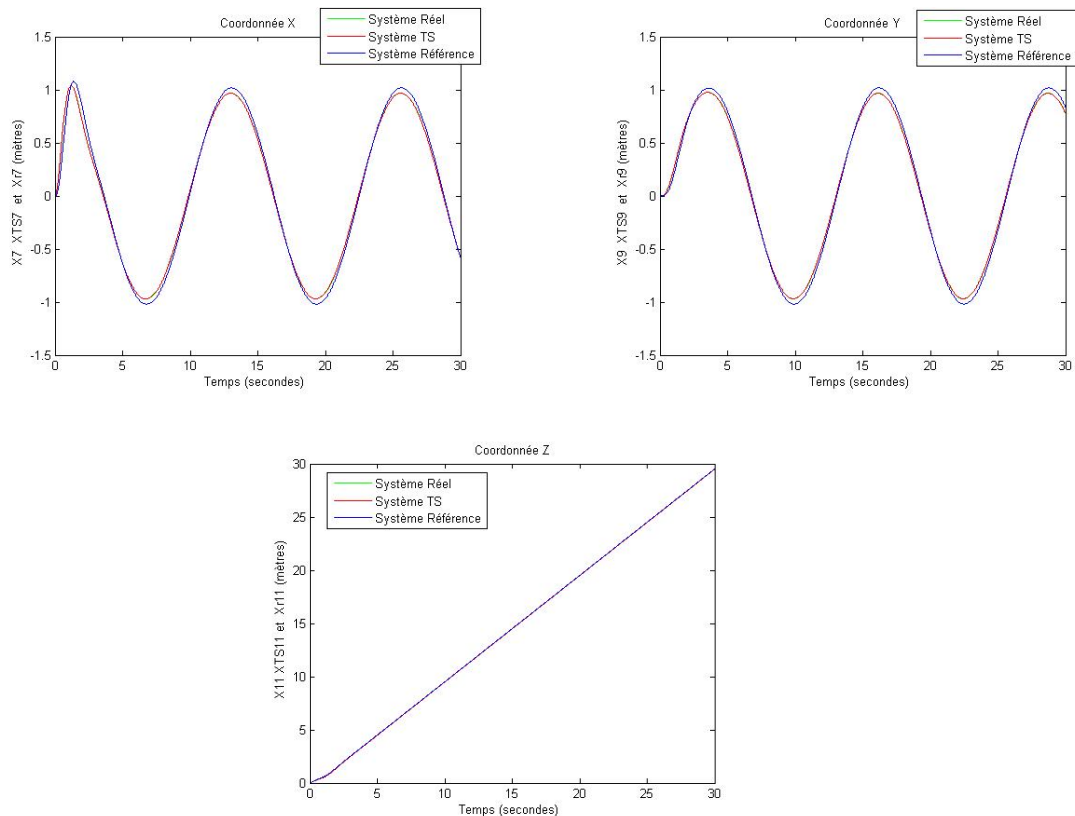 Coordonnée X
Système Réel
Système TS
Système Référence
1.5
1
0.5
0
-0.5
-1
-1.5
X7 XTS7 et Xr7 (mètres)
0 5 10 15 20 25 30
Temps (secondes)
Coordonnée Y
Système Réel
Système TS
Système Référence
1.5
1
0.5
0
-0.5
-1
-1.5
X9 XTS9 et Xr9 (mètres)
0 5 10 15 20 25 30
Temps (secondes)
Coordonnée Z
Système Réel
Système TS
Système Référence
30
25
20
15
10
5
0
X11 XTS11 et Xr11 (mètres)
0 5 10 15 20 25 30
Temps (secondes)